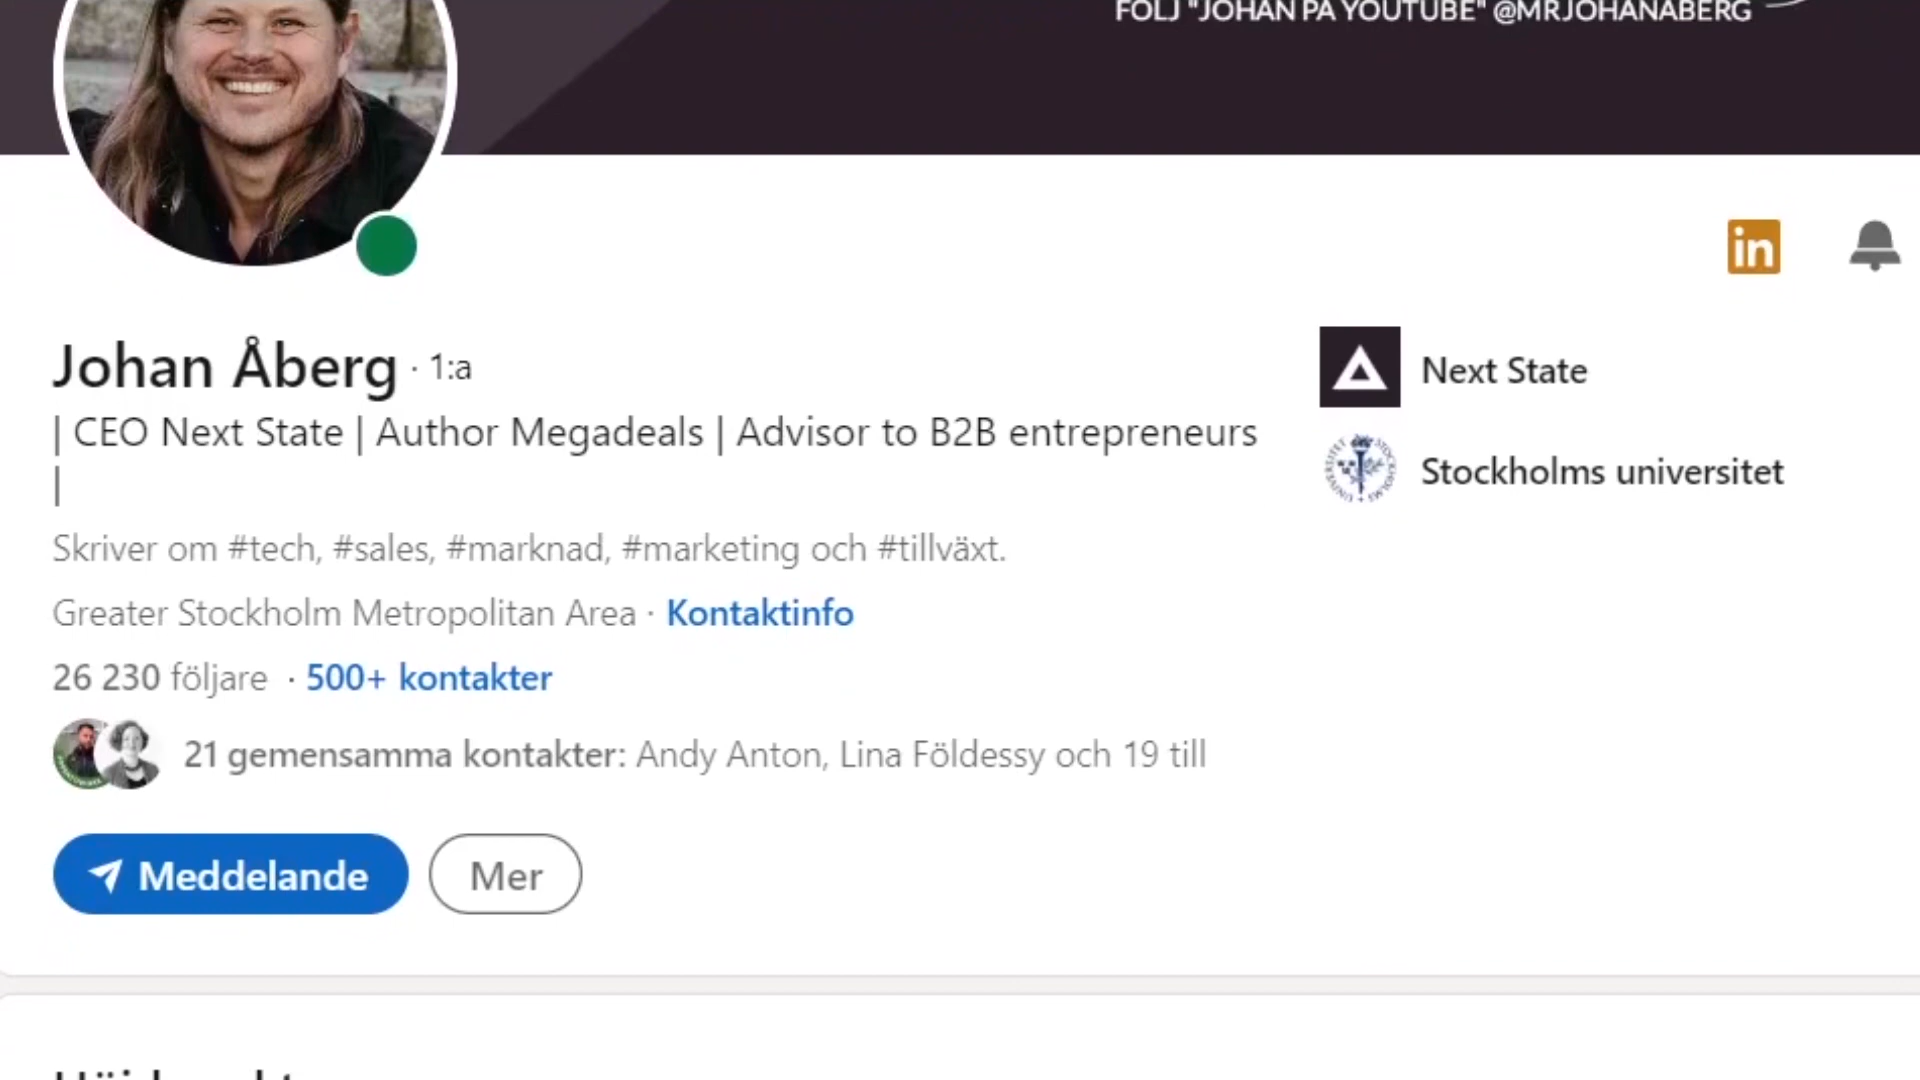 FÖLJ "JOHAN PÅ YOUTUBE" @MRJOHANABERG
in
Johan Åberg · 1:a
| CEO Next State | Author Megadeals | Advisor to B2B entrepreneurs
|
Skriver om #tech, #sales, #marknad, #marketing och #tillväxt.
Greater Stockholm Metropolitan Area · Kontaktinfo
26 230 följare · 500+ kontakter
21 gemensamma kontakter: Andy Anton, Lina Földessy och 19 till
Meddelande
Mer
Next State
Stockholms universitet